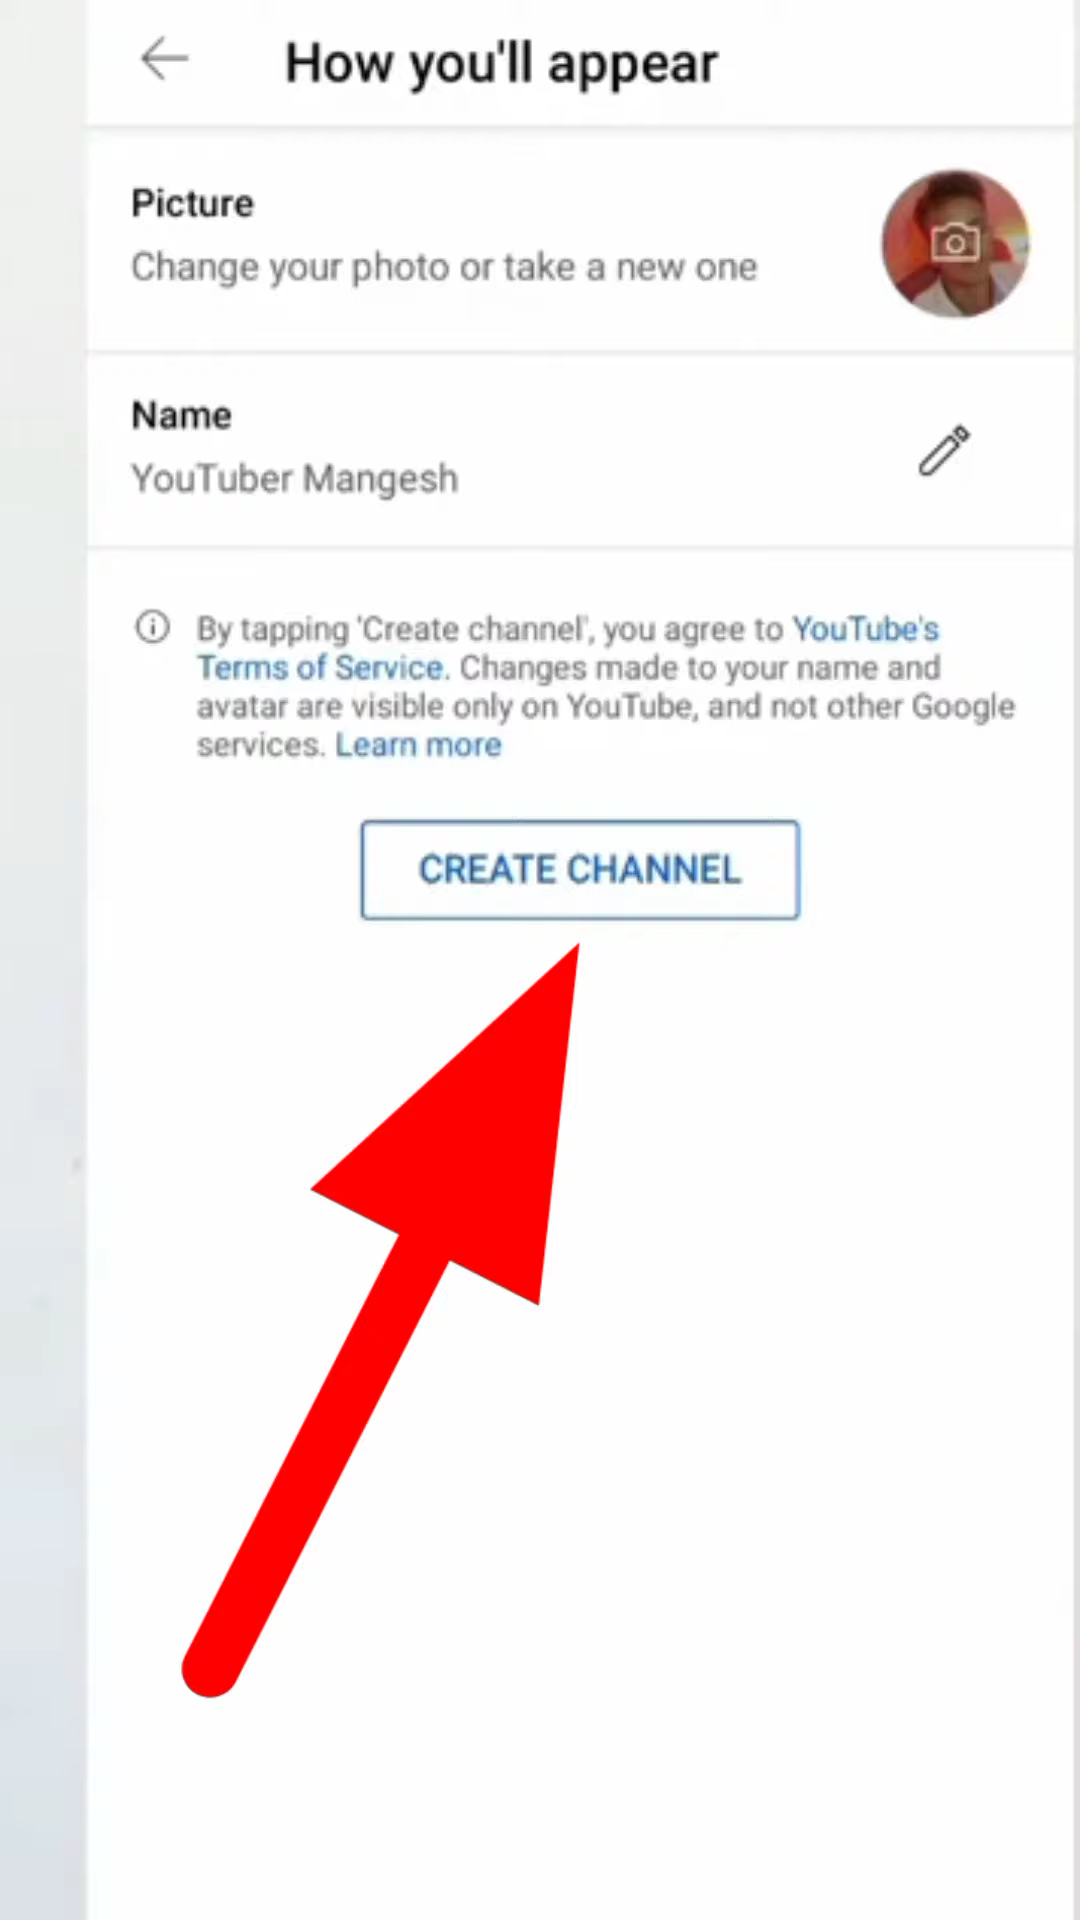 How you'll appear
Picture
Change your photo or take a new one
Name
YouTuber Mangesh
By tapping 'Create channel', you agree to YouTube's
Terms of Service. Changes made to your name and
avatar are visible only on YouTube, and not other Google
services. Learn more
CREATE CHANNEL